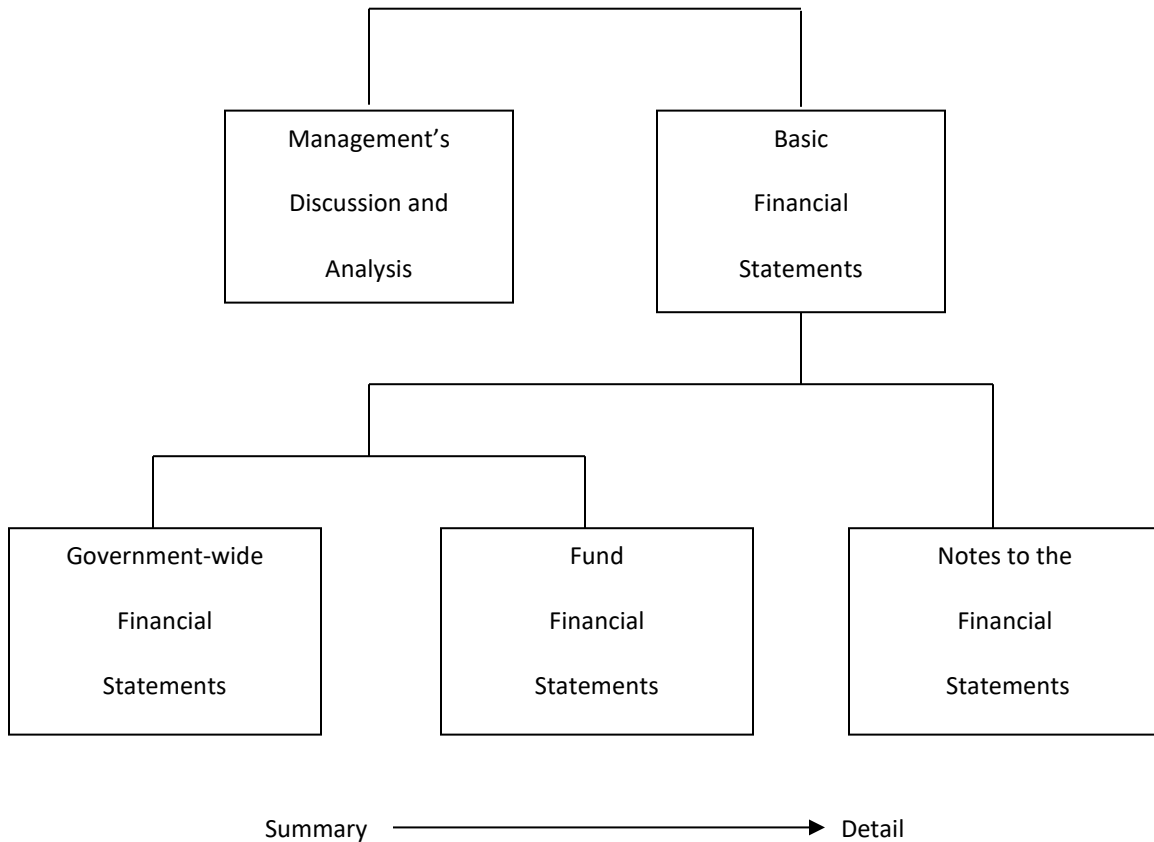 Management’s
Discussion and
Analysis
Basic
Financial
Statements
Government-wide
Financial
Statements
Fund
Financial
Statements
Notes to the
Financial
Statements
Summary
Detail